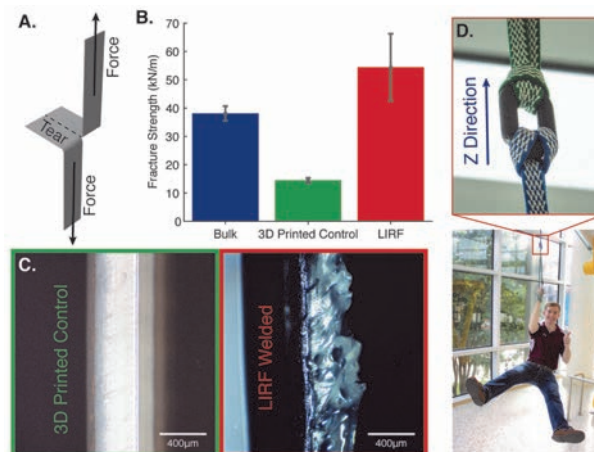 A.
Force
Tear
Force
B.
Fracture Strength (kN/m)
70
60
50
40
30
20
10
0
Bulk
3D Printed Control
LIRF
C.
3D Printed Control
400μm
LIRF Welded
400μm
D.
Z Direction